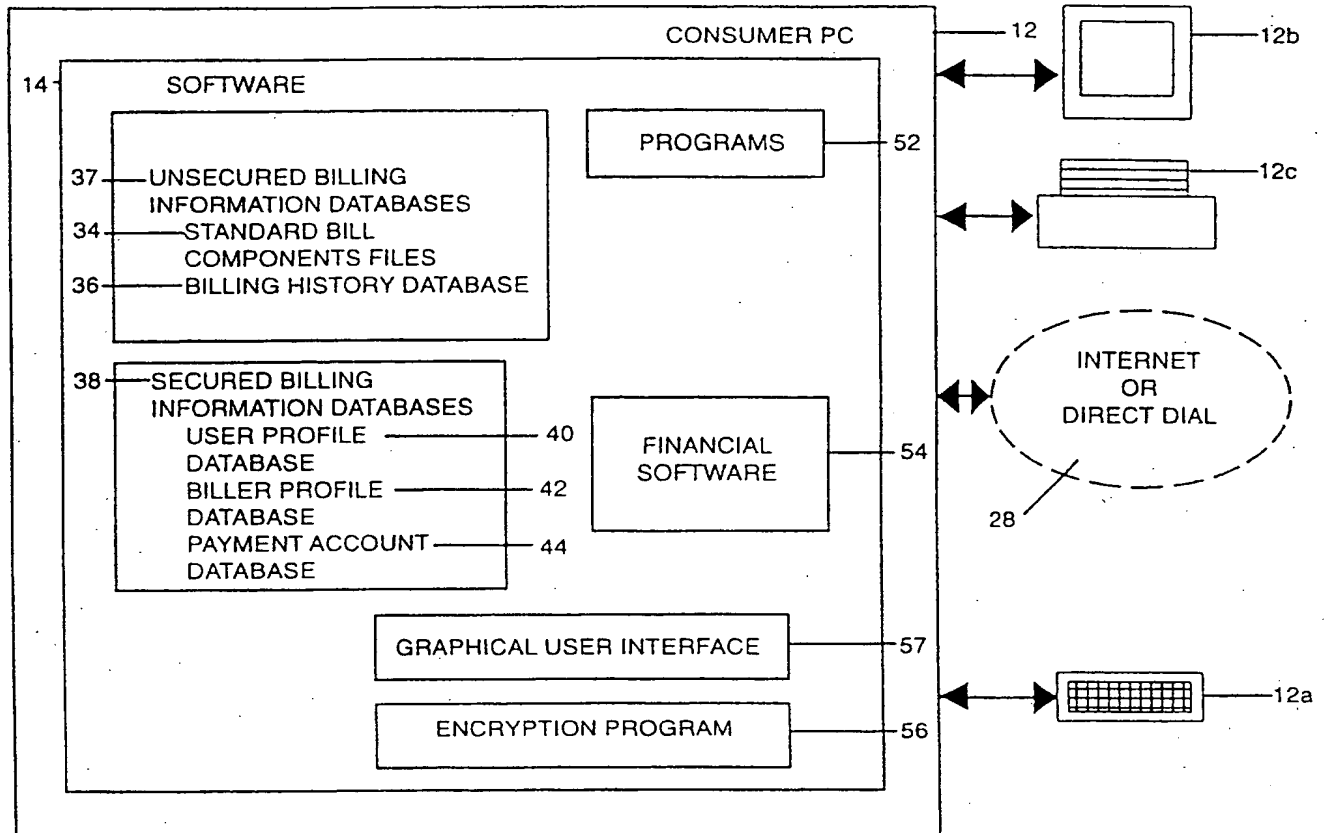 CONSUMER PC
12
12b
14
SOFTWARE
PROGRAMS
52
12c
37
UNSECURED BILLING
INFORMATION DATABASES
34
STANDARD BILL
COMPONENTS FILES
36
BILLING HISTORY DATABASE
INTERNET
OR
DIRECT DIAL
28
38
SECURED BILLING
INFORMATION DATABASES
USER PROFILE
40
DATABASE
BILLER PROFILE
42
DATABASE
PAYMENT ACCOUNT
44
DATABASE
FINANCIAL
SOFTWARE
54
GRAPHICAL USER INTERFACE
57
12a
ENCRYPTION PROGRAM
56